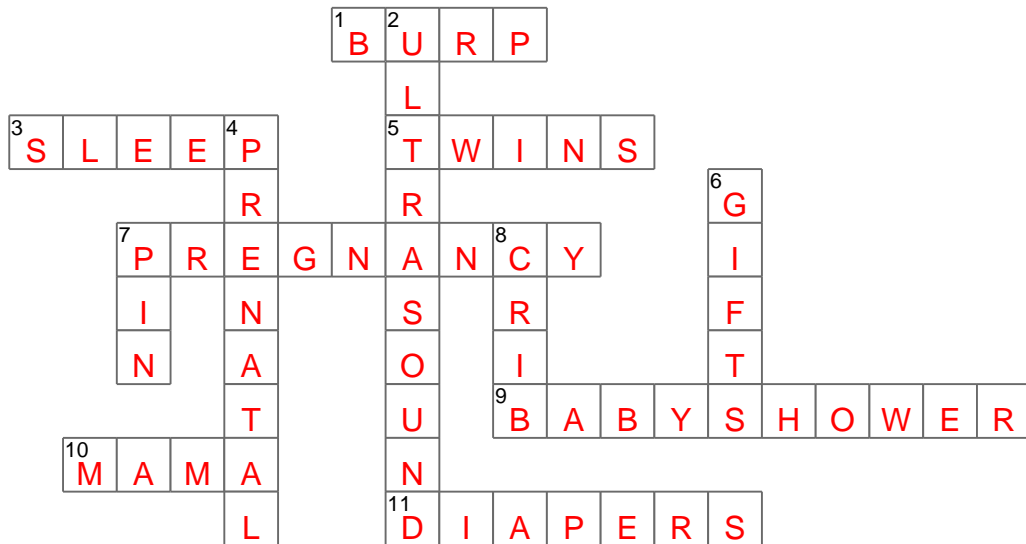 1 B 2 U R P
L
3 S L E E 4 P 5 T W I N S
R R 6 G
7 P R E G N A N 8 C Y I
I N S R F
N A O I T
T U 9 B A B Y S H O W E R
10 M A M A N
L 11 D I A P E R S